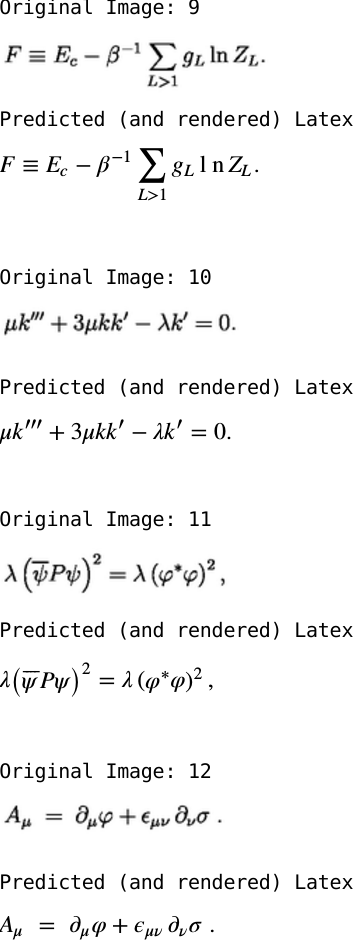 Original Image: 9
F ≡ E_c − β^{−1} ∑_{L>1} g_L ln Z_L.
Predicted (and rendered) Latex
F ≡ E_c − β^{−1} ∑_{L>1} g_L l n Z_L.
Original Image: 10
μk′′′ + 3μkk′ − λk′ = 0.
Predicted (and rendered) Latex
μk′′′ + 3μkk′ − λk′ = 0.
Original Image: 11
λ (ψ̅Pψ)^2 = λ (φ*φ)^2 ,
Predicted (and rendered) Latex
λ(ψ̅Pψ)^2 = λ (φ*φ)^2 ,
Original Image: 12
A_μ = ∂_μφ + ϵ_{μν} ∂_νσ .
Predicted (and rendered) Latex
A_μ = ∂_μφ + ϵ_{μν} ∂_νσ .